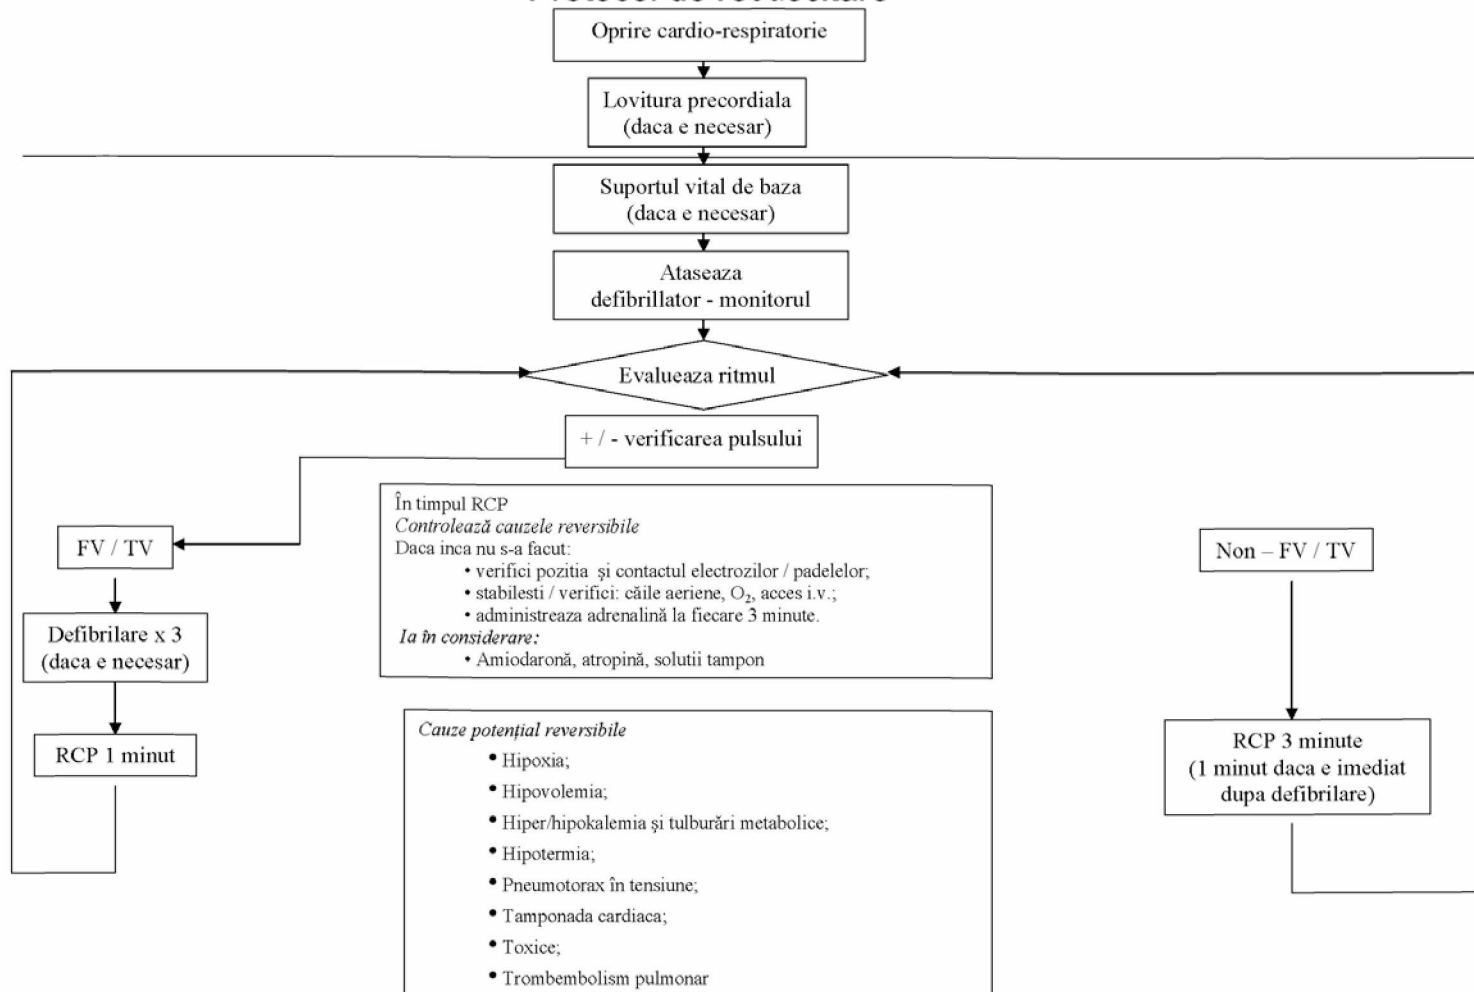 Oprire cardio-respiratorie
Lovitura precordiala
(daca e necesar)
Suportul vital de baza
(daca e necesar)
Ataseaza
defibrillator - monitorul
Evalueaza ritmul
+ / - verificarea pulsului
FV / TV
Defibrilare x 3
(daca e necesar)
RCP 1 minut
În timpul RCP
Controlează cauzele reversibile
Daca inca nu s-a facut:
• verifici pozitia și contactul electrozilor / padelelor;
• stabilesti / verifici: căile aeriene, O₂, acces i.v.;
• administreaza adrenalină la fiecare 3 minute.
Ia în considerare:
• Amiodaronă, atropină, solutii tampon
Cauze potențial reversibile
• Hipoxia;
• Hipovolemia;
• Hiper/hipokalemia și tulburări metabolice;
• Hipotermia;
• Pneumotorax în tensiune;
• Tamponada cardiaca;
• Toxice;
• Trombembolism pulmonar
Non – FV / TV
RCP 3 minute
(1 minut daca e imediat
dupa defibrilare)